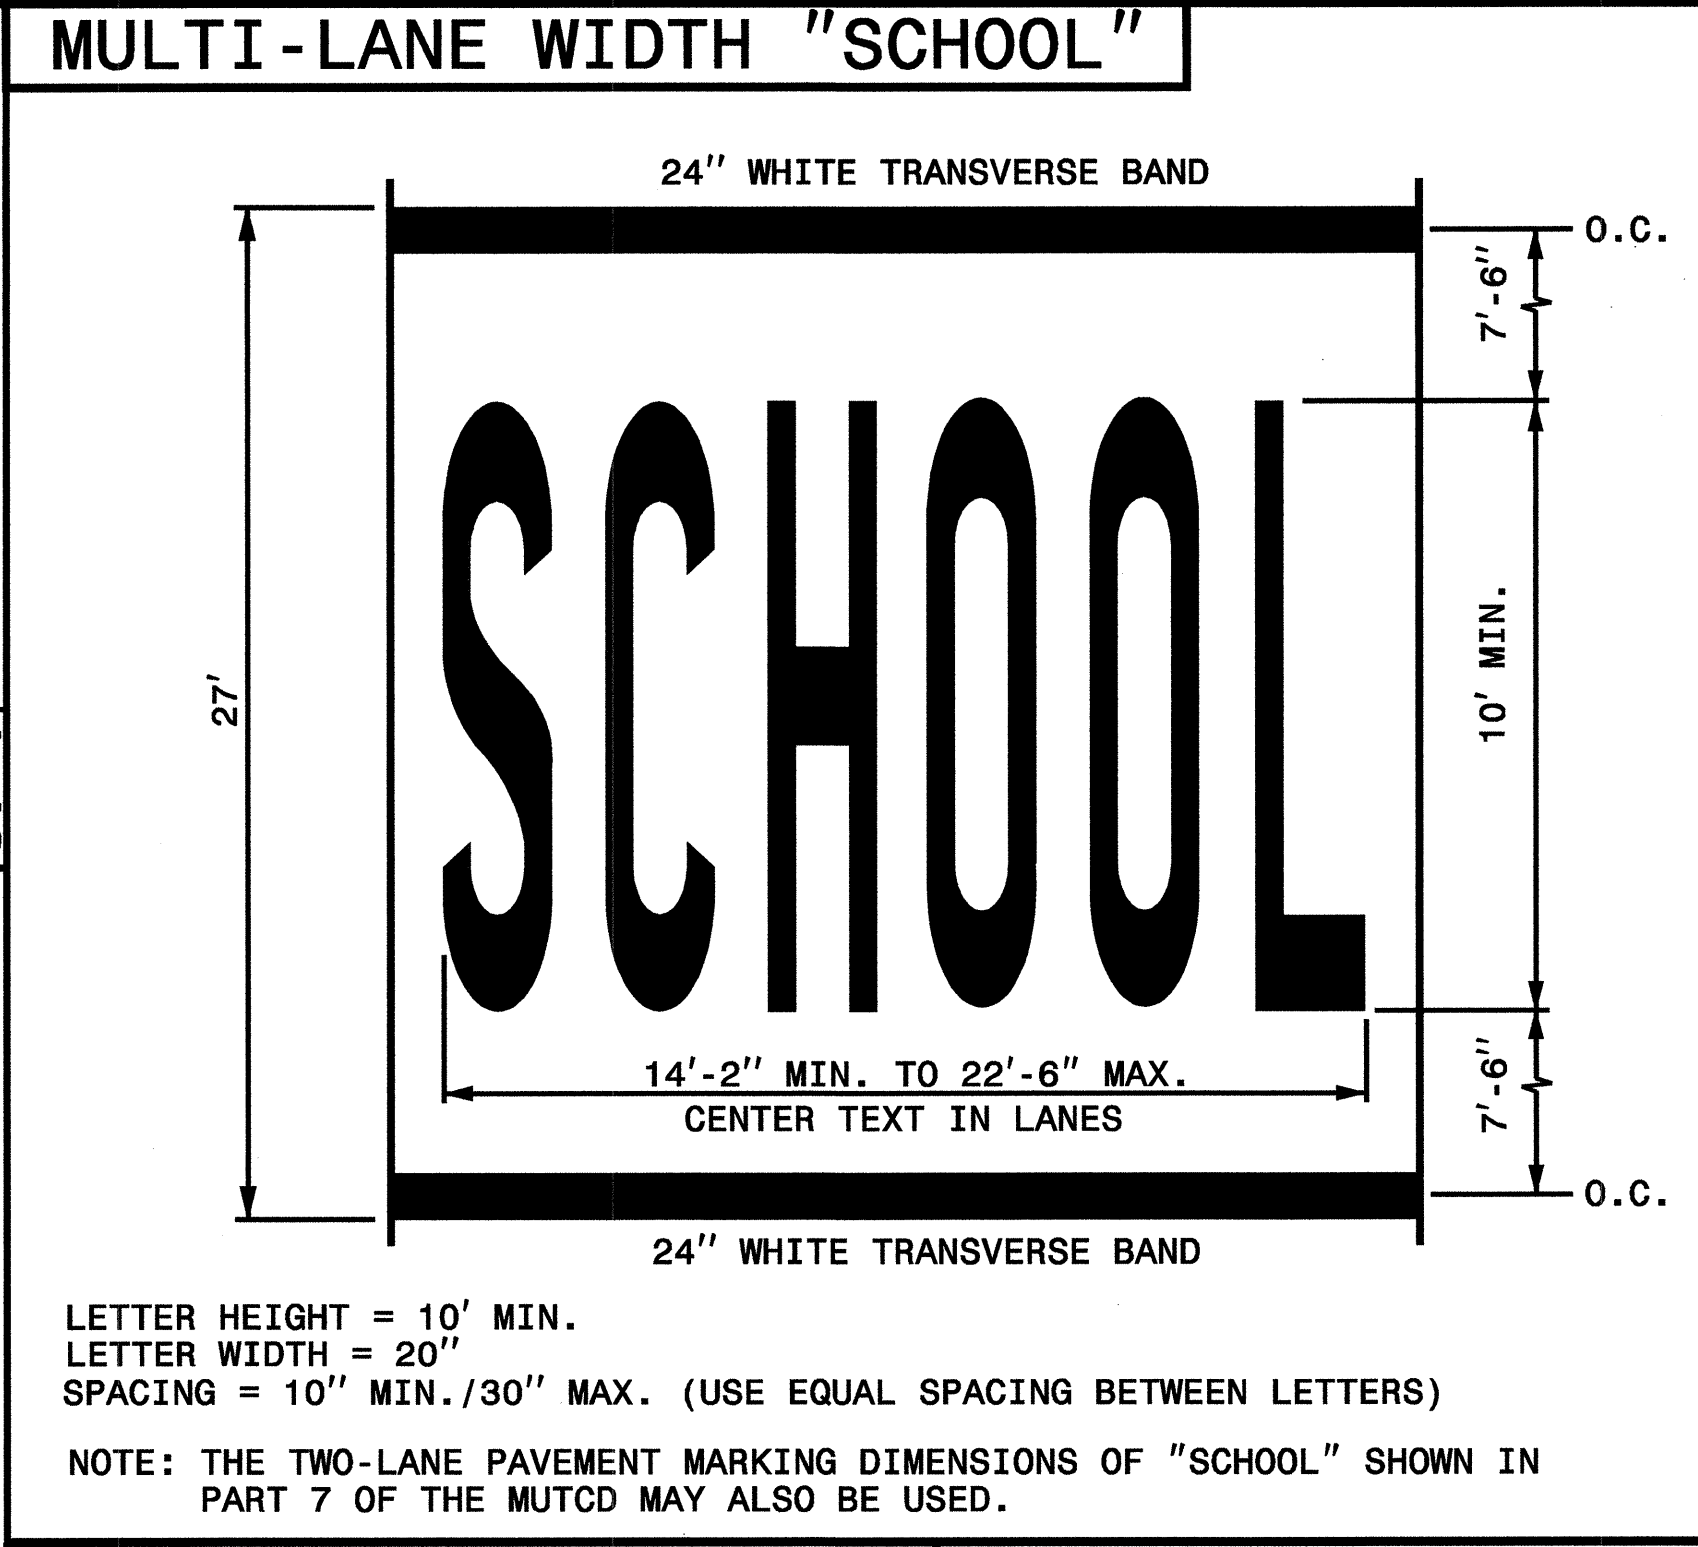 MULTI-LANE WIDTH "SCHOOL"
24" WHITE TRANSVERSE BAND
O.C.
7'-6"
27'
SCHOOL
10' MIN.
14'-2" MIN. TO 22'-6" MAX.
CENTER TEXT IN LANES
7'-6"
O.C.
24" WHITE TRANSVERSE BAND
LETTER HEIGHT = 10' MIN.
LETTER WIDTH = 20"
SPACING = 10" MIN./30" MAX. (USE EQUAL SPACING BETWEEN LETTERS)
NOTE: THE TWO-LANE PAVEMENT MARKING DIMENSIONS OF "SCHOOL" SHOWN IN
PART 7 OF THE MUTCD MAY ALSO BE USED.